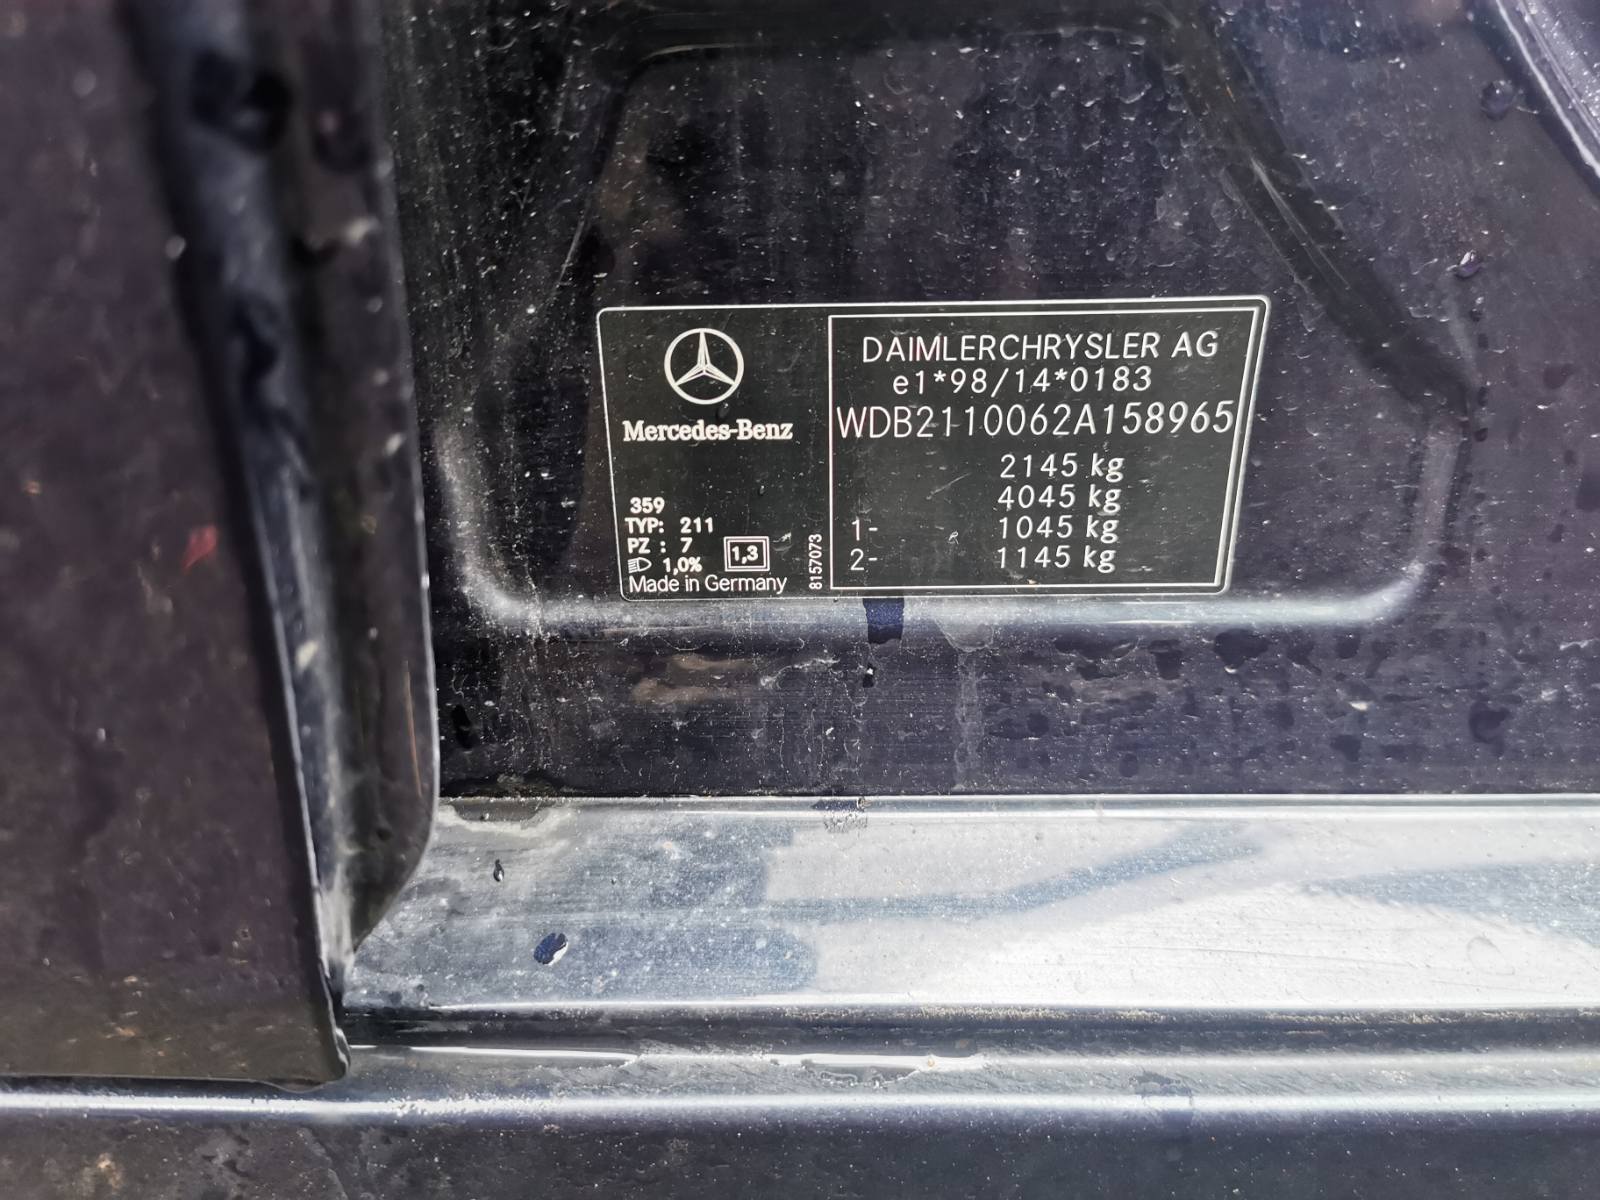 Mercedes-Benz
359
TYP: 211
PZ : 7
1,0%
1,3
Made in Germany
8157073
DAIMLERCHRYSLER AG
e1*98/14*0183
WDB2110062A158965
2145 kg
4045 kg
1- 1045 kg
2- 1145 kg